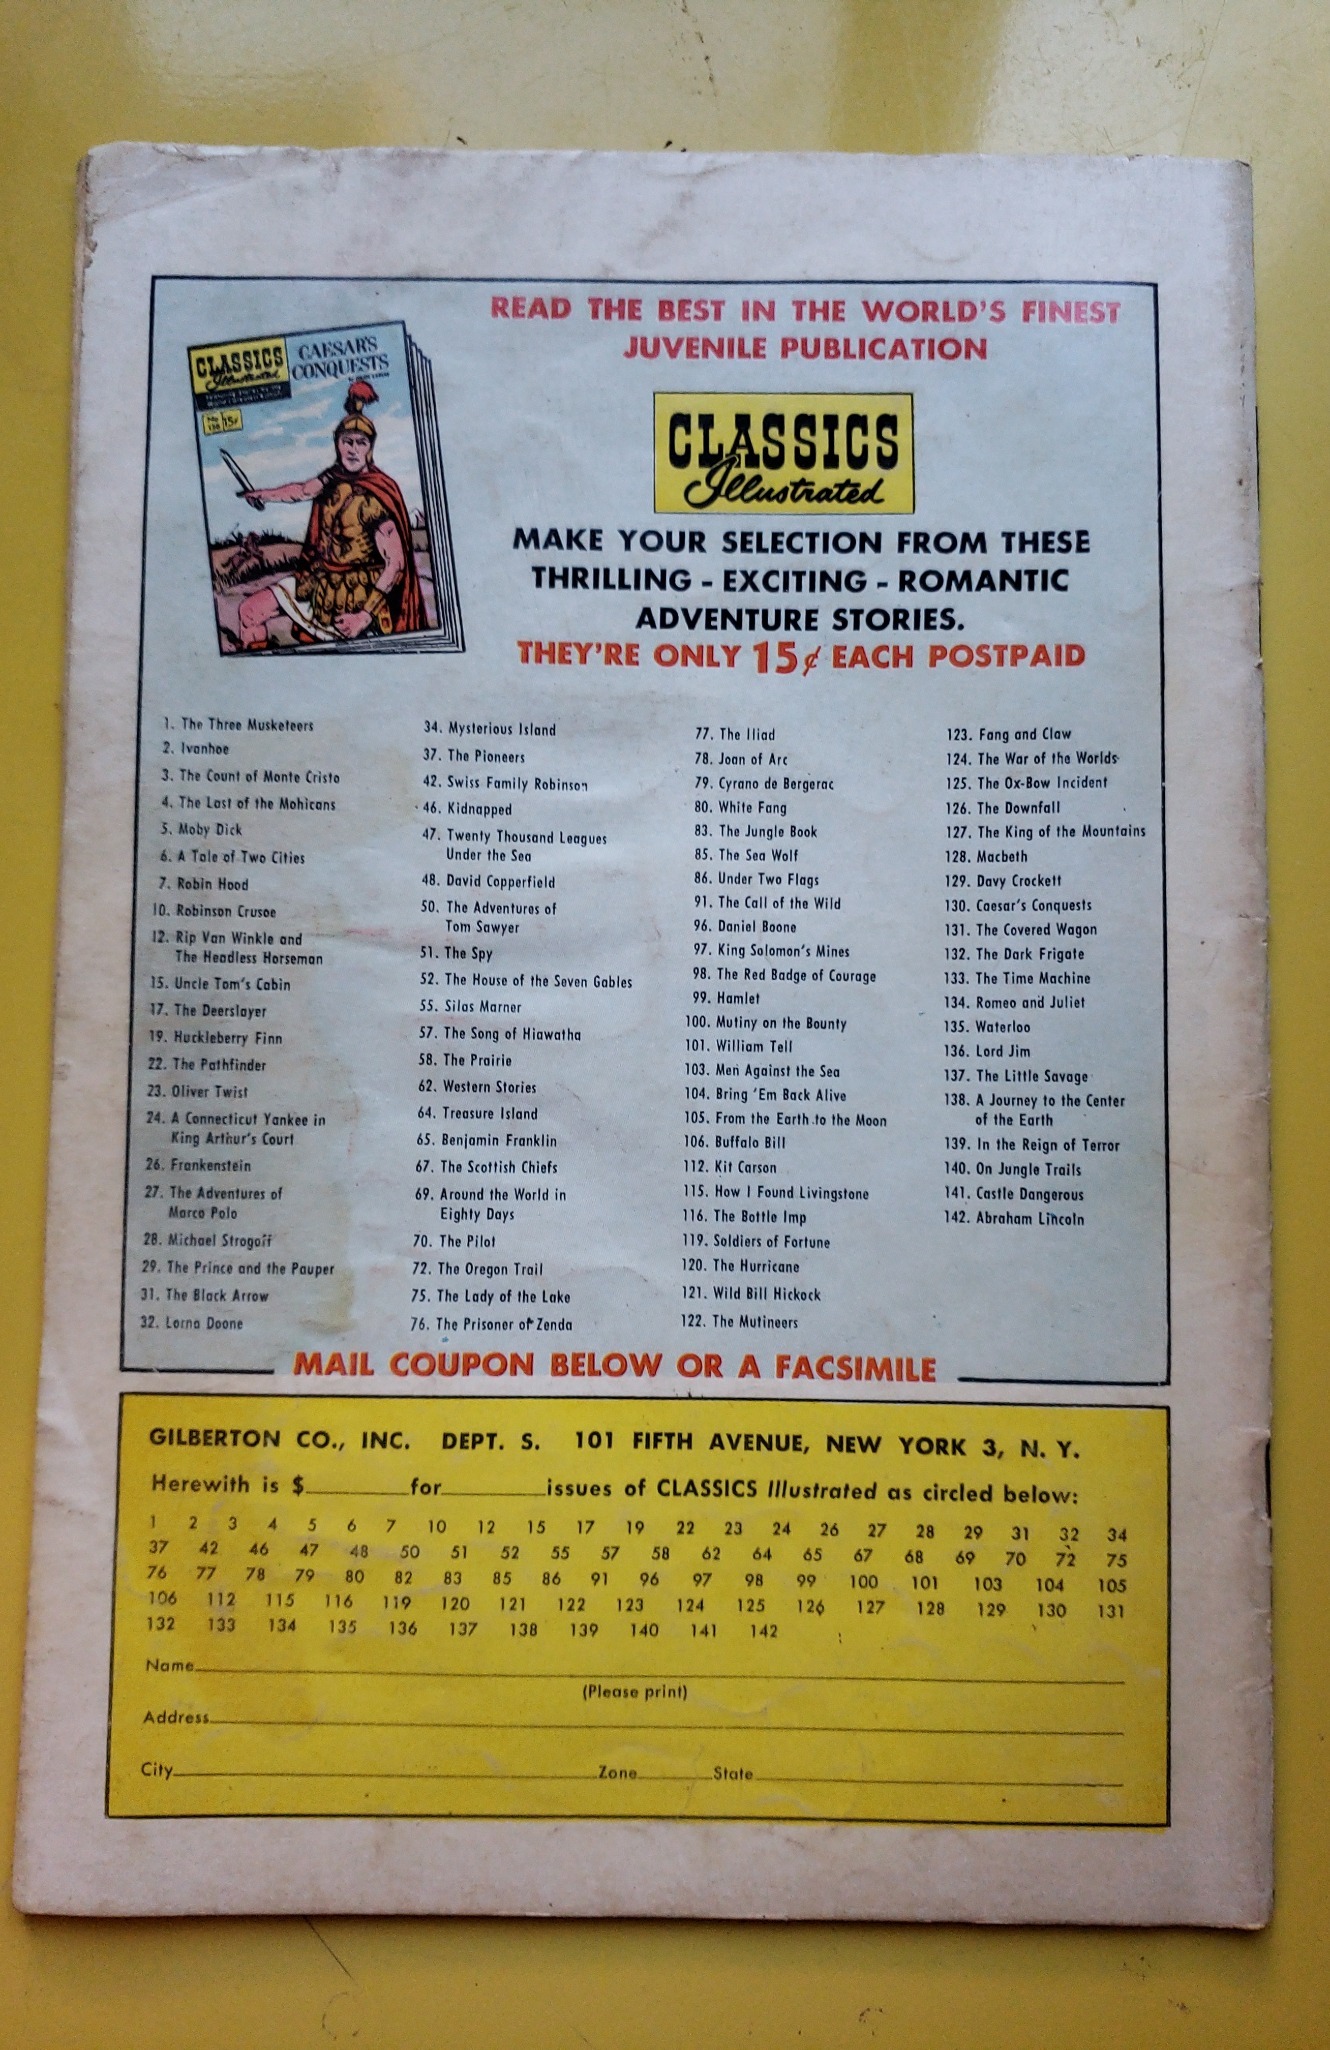 READ THE BEST IN THE WORLD'S FINEST
JUVENILE PUBLICATION
CLASSICS
Illustrated
CAESAR'S
CONQUESTS
15¢
CLASSICS
Illustrated
MAKE YOUR SELECTION FROM THESE
THRILLING - EXCITING - ROMANTIC
ADVENTURE STORIES.
THEY'RE ONLY 15¢ EACH POSTPAID
1. The Three Musketeers
2. Ivanhoe
3. The Count of Monte Cristo
4. The Last of the Mohicans
5. Moby Dick
6. A Tale of Two Cities
7. Robin Hood
10. Robinson Crusoe
12. Rip Van Winkle and
The Headless Horseman
15. Uncle Tom's Cabin
17. The Deerslayer
19. Huckleberry Finn
22. The Pathfinder
23. Oliver Twist
24. A Connecticut Yankee in
King Arthur's Court
26. Frankenstein
27. The Adventures of
Marco Polo
28. Michael Strogoff
29. The Prince and the Pauper
31. The Black Arrow
32. Lorna Doone
34. Mysterious Island
37. The Pioneers
42. Swiss Family Robinson
46. Kidnapped
47. Twenty Thousand Leagues
Under the Sea
48. David Copperfield
50. The Adventures of
Tom Sawyer
51. The Spy
52. The House of the Seven Gables
55. Silas Marner
57. The Song of Hiawatha
58. The Prairie
62. Western Stories
64. Treasure Island
65. Benjamin Franklin
67. The Scottish Chiefs
69. Around the World in
Eighty Days
70. The Pilot
72. The Oregon Trail
75. The Lady of the Lake
76. The Prisoner of Zenda
77. The Iliad
78. Joan of Arc
79. Cyrano de Bergerac
80. White Fang
83. The Jungle Book
85. The Sea Wolf
86. Under Two Flags
91. The Call of the Wild
96. Daniel Boone
97. King Solomon's Mines
98. The Red Badge of Courage
99. Hamlet
100. Mutiny on the Bounty
101. William Tell
103. Men Against the Sea
104. Bring 'Em Back Alive
105. From the Earth to the Moon
106. Buffalo Bill
112. Kit Carson
115. How I Found Livingstone
116. The Bottle Imp
119. Soldiers of Fortune
120. The Hurricane
121. Wild Bill Hickock
122. The Mutineers
123. Fang and Claw
124. The War of the Worlds
125. The Ox-Bow Incident
126. The Downfall
127. The King of the Mountains
128. Macbeth
129. Davy Crockett
130. Caesar's Conquests
131. The Covered Wagon
132. The Dark Frigate
133. The Time Machine
134. Romeo and Juliet
135. Waterloo
136. Lord Jim
137. The Little Savage
138. A Journey to the Center
of the Earth
139. In the Reign of Terror
140. On Jungle Trails
141. Castle Dangerous
142. Abraham Lincoln
MAIL COUPON BELOW OR A FACSIMILE
GILBERTON CO., INC. DEPT. S. 101 FIFTH AVENUE, NEW YORK 3, N. Y.
Herewith is $ for issues of CLASSICS Illustrated as circled below:
1 2 3 4 5 6 7 10 12 15 17 19 22 23 24 26 27 28 29 31 32 34
37 42 46 47 48 50 51 52 55 57 58 62 64 65 67 68 69 70 72 75
76 77 78 79 80 82 83 85 86 91 96 97 98 99 100 101 103 104 105
106 112 115 116 119 120 121 122 123 124 125 126 127 128 129 130 131
132 133 134 135 136 137 138 139 140 141 142
Name
(Please print)
Address
City Zone State